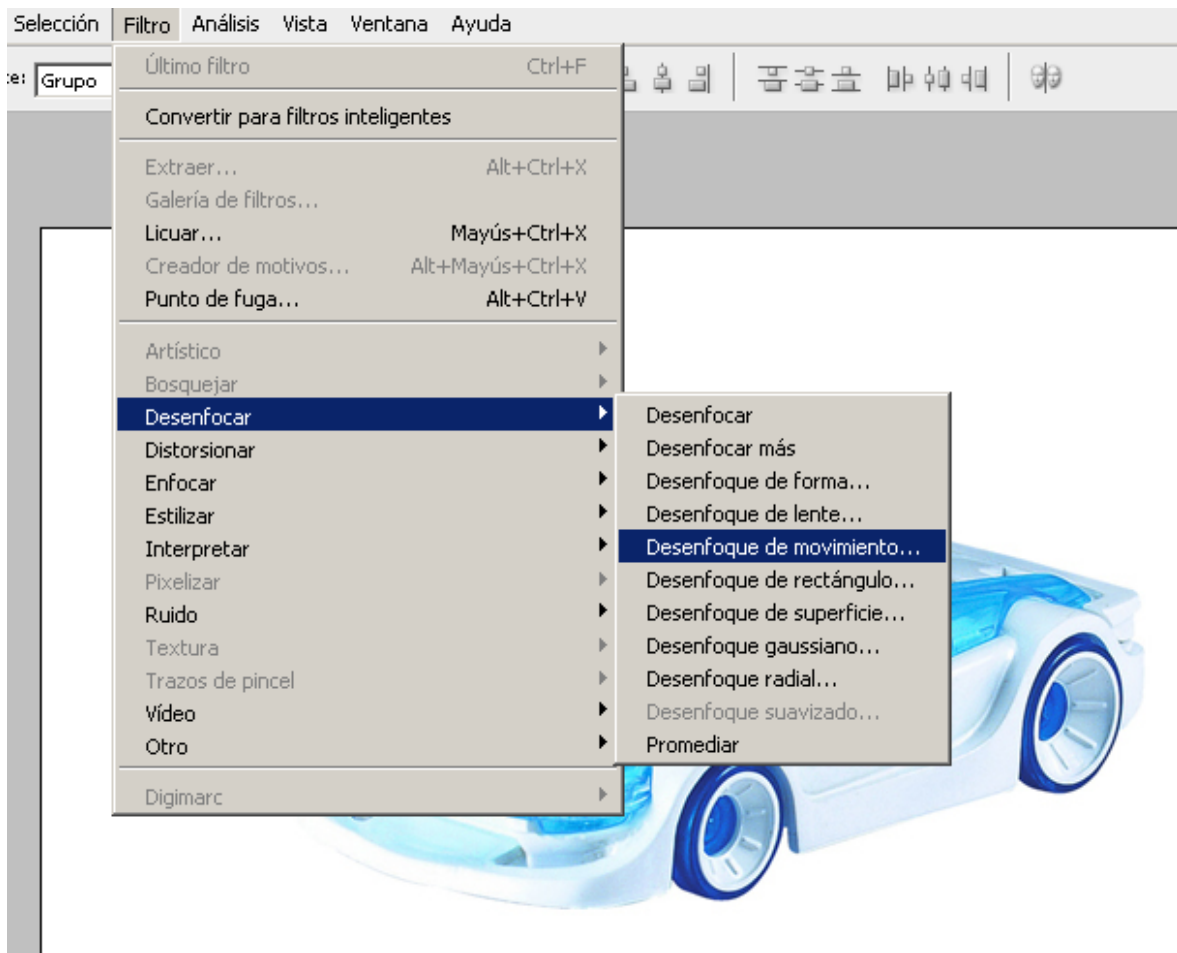 Selección Filtro Análisis Vista Ventana Ayuda
Grupo
Último filtro Ctrl+F
Convertir para filtros inteligentes
Extraer... Alt+Ctrl+X
Galería de filtros...
Licuar... Mayús+Ctrl+X
Creador de motivos... Alt+Mayús+Ctrl+X
Punto de fuga... Alt+Ctrl+V
Artístico
Bosquejar
Desenfocar
Distorsionar
Enfocar
Estilizar
Interpretar
Pixelizar
Ruido
Textura
Trazos de pincel
Vídeo
Otro
Digimarc
Desenfocar
Desenfocar más
Desenfoque de forma...
Desenfoque de lente...
Desenfoque de movimiento...
Desenfoque de rectángulo...
Desenfoque de superficie...
Desenfoque gaussiano...
Desenfoque radial...
Desenfoque suavizado...
Promediar